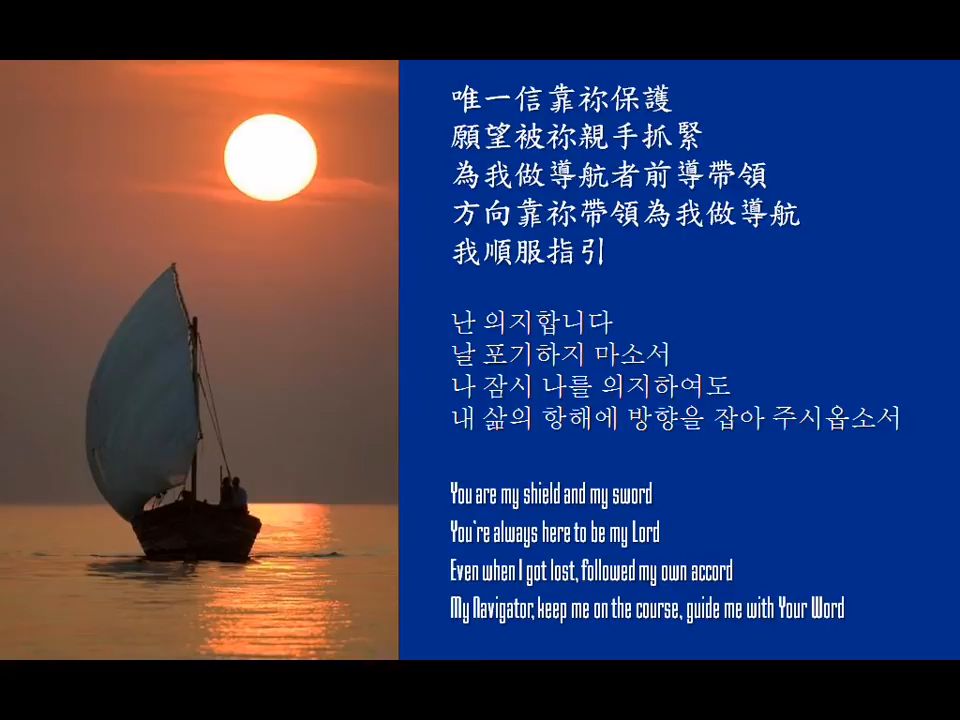 唯一信靠祢保護
願望被祢親手抓緊
為我做導航者前導帶領
方向靠祢帶領為我做導航
我順服指引
난 의지합니다
날 포기하지 마소서
나 잠시 나를 의지하여도
내 삶의 항해에 방향을 잡아 주시옵소서
You are my shield and my sword
You're always here to be my Lord
Even when I got lost, followed my own accord
My Navigator, keep me on the course, guide me with Your Word